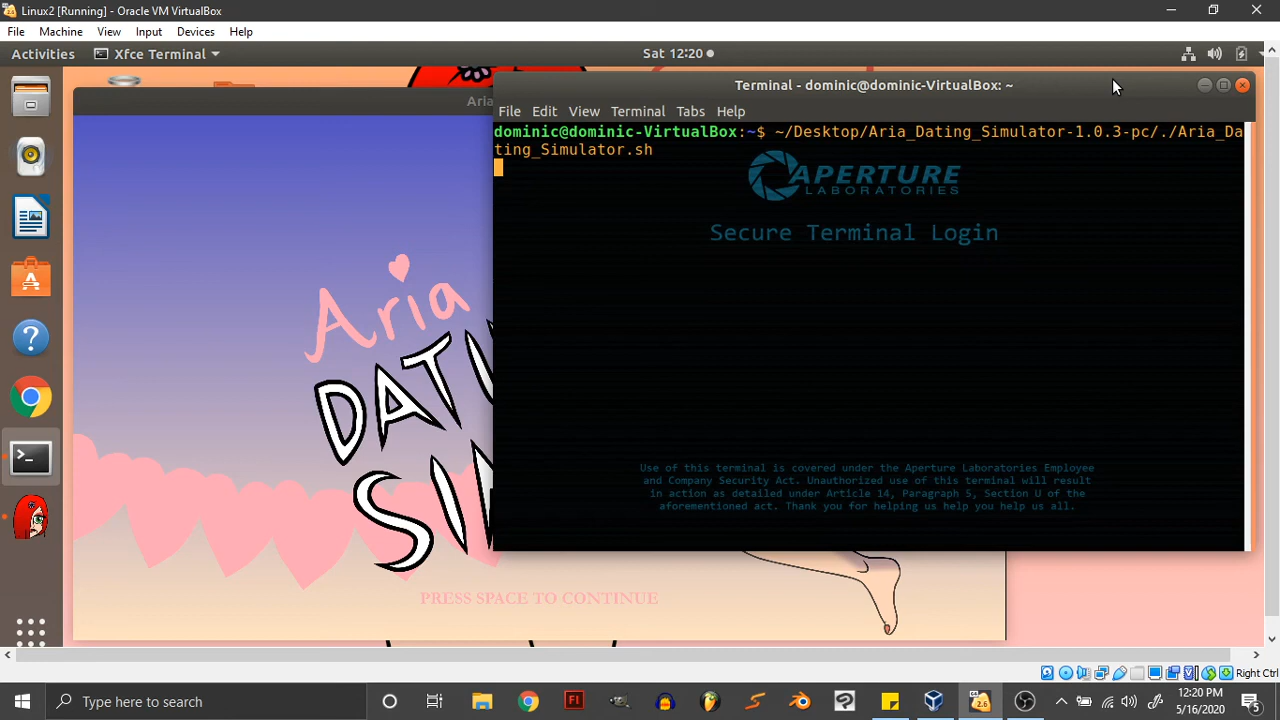 Linux2 [Running] - Oracle VM VirtualBox
File Machine View Input Devices Help
Activities Xfce Terminal Sat 12:20
Terminal - dominic@dominic-VirtualBox: ~
Aria
File Edit View Terminal Tabs Help
dominic@dominic-VirtualBox:~$ ~/Desktop/Aria_Dating_Simulator-1.0.3-pc/./Aria_Da
ting_Simulator.sh
APERTURE
LABORATORIES
Secure Terminal Login
Aria
DATI
SIM
Use of this terminal is covered under the Aperture Laboratories Employee
and Company Security Act. Unauthorized use of this terminal will result
in action as detailed under Article 14, Paragraph 5, Section U of the
aforementioned act. Thank you for helping us help you help us all.
PRESS SPACE TO CONTINUE
Right Ctrl
Type here to search
12:20 PM
5/16/2020
5